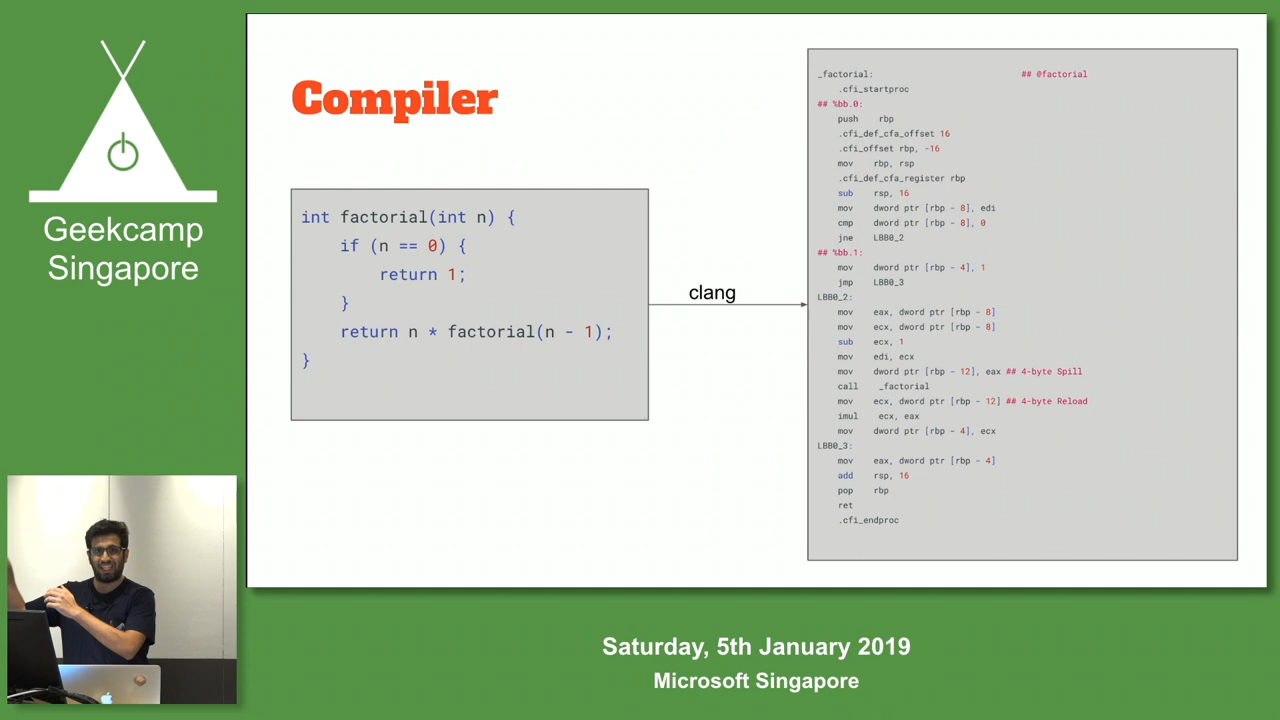 Geekcamp
Singapore
Compiler
int factorial(int n) {
    if (n == 0) {
        return 1;
    }
    return n * factorial(n - 1);
}
clang
_factorial:                             ## @factorial
    .cfi_startproc
## %bb.0:
    push    rbp
    .cfi_def_cfa_offset 16
    .cfi_offset rbp, -16
    mov    rbp, rsp
    .cfi_def_cfa_register rbp
    sub    rsp, 16
    mov    dword ptr [rbp - 8], edi
    cmp    dword ptr [rbp - 8], 0
    jne    LBB0_2
## %bb.1:
    mov    dword ptr [rbp - 4], 1
    jmp    LBB0_3
LBB0_2:
    mov    eax, dword ptr [rbp - 8]
    mov    ecx, dword ptr [rbp - 8]
    sub    ecx, 1
    mov    edi, ecx
    mov    dword ptr [rbp - 12], eax ## 4-byte Spill
    call    _factorial
    mov    ecx, dword ptr [rbp - 12] ## 4-byte Reload
    imul    ecx, eax
    mov    dword ptr [rbp - 4], ecx
LBB0_3:
    mov    eax, dword ptr [rbp - 4]
    add    rsp, 16
    pop    rbp
    ret
    .cfi_endproc
Saturday, 5th January 2019
Microsoft Singapore